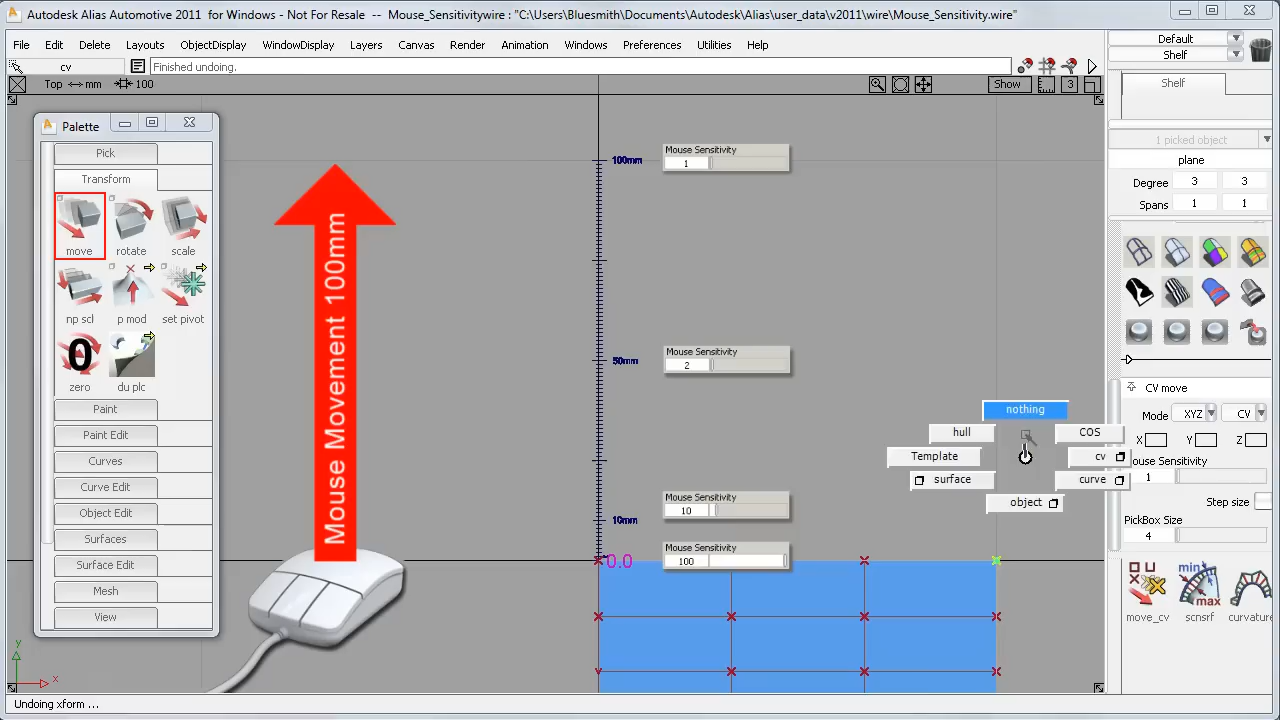 Autodesk Alias Automotive 2011 for Windows - Not For Resale -- Mouse_Sensitivitywire : "C:\Users\Bluesmith\Documents\Autodesk\Alias\user_data\v2011\wire\Mouse_Sensitivity.wire"
File Edit Delete Layouts ObjectDisplay WindowDisplay Layers Canvas Render Animation Windows Preferences Utilities Help
cv Finished undoing.
Top mm 100
Show 3
Default
Shelf
Shelf
Palette
Pick
Transform
move rotate scale
np scl p mod set pivot
0
zero du plc
Paint
Paint Edit
Curves
Curve Edit
Object Edit
Surfaces
Surface Edit
Mesh
View
Mouse Movement 100mm
100mm
50mm
10mm
Mouse Sensitivity
1
Mouse Sensitivity
2
Mouse Sensitivity
10
Mouse Sensitivity
100
0.0
nothing
hull COS
Template cv
surface curve
object
1 picked object
plane
Degree 3 3
Spans 1 1
CV move
Mode XYZ CV
X Y Z
ouse Sensitivity
1
Step size
PickBox Size
4
min
max
move_cv scnsrf curvature
y
x
Undoing xform ...